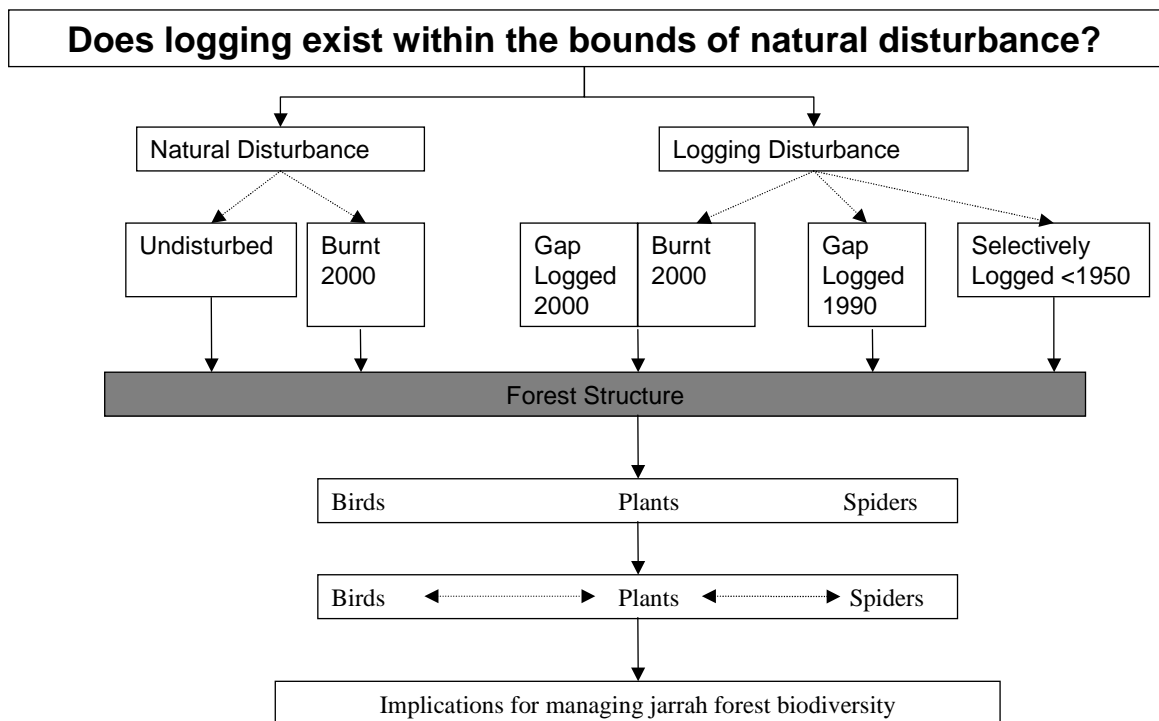 Does logging exist within the bounds of natural disturbance?
Natural Disturbance
Logging Disturbance
Undisturbed
Burnt
2000
Gap
Logged
2000
Burnt
2000
Gap
Logged
1990
Selectively
Logged <1950
Forest Structure
Birds Plants Spiders
Birds Plants Spiders
Implications for managing jarrah forest biodiversity